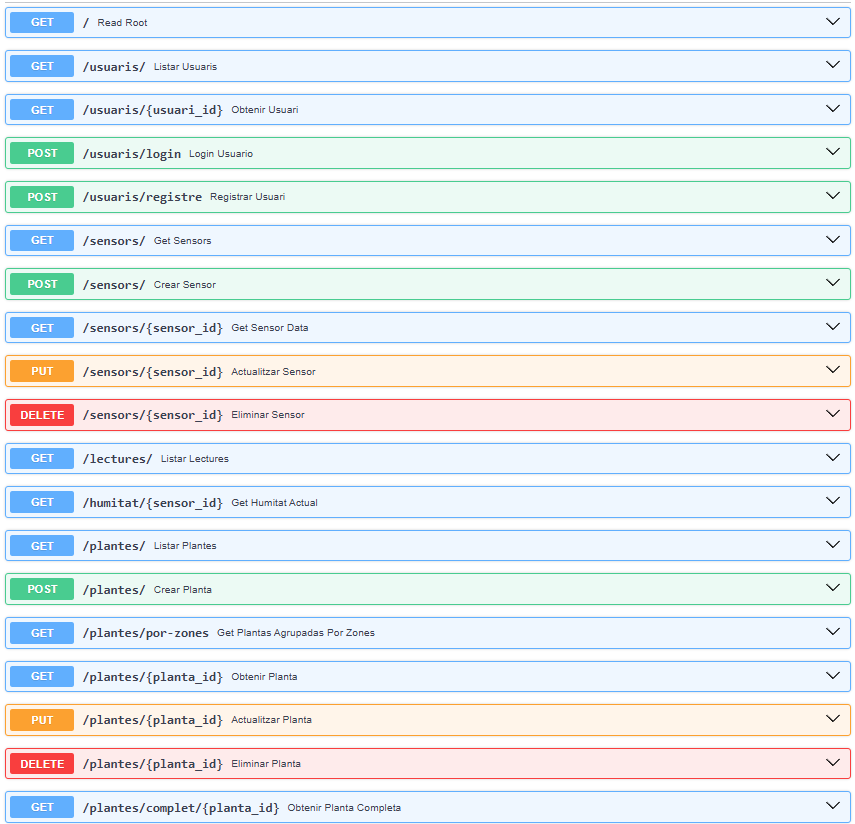 GET / Read Root
GET /usuaris/ Listar Usuaris
GET /usuaris/{usuari_id} Obtenir Usuari
POST /usuaris/login Login Usuario
POST /usuaris/registre Registrar Usuari
GET /sensors/ Get Sensors
POST /sensors/ Crear Sensor
GET /sensors/{sensor_id} Get Sensor Data
PUT /sensors/{sensor_id} Actualitzar Sensor
DELETE /sensors/{sensor_id} Eliminar Sensor
GET /lectures/ Listar Lectures
GET /humitat/{sensor_id} Get Humitat Actual
GET /plantes/ Listar Plantes
POST /plantes/ Crear Planta
GET /plantes/por-zones Get Plantas Agrupadas Por Zones
GET /plantes/{planta_id} Obtenir Planta
PUT /plantes/{planta_id} Actualitzar Planta
DELETE /plantes/{planta_id} Eliminar Planta
GET /plantes/complet/{planta_id} Obtenir Planta Completa